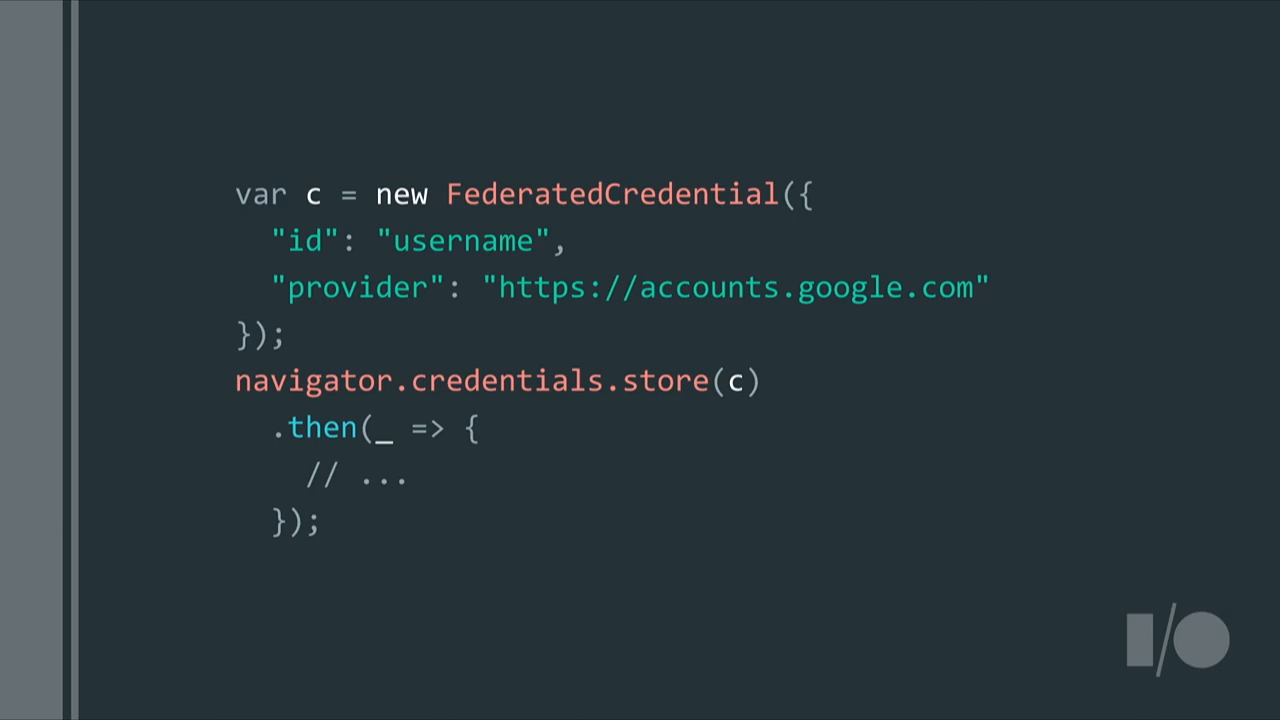 var c = new FederatedCredential({
  "id": "username",
  "provider": "https://accounts.google.com"
});
navigator.credentials.store(c)
  .then(_ => {
    // ...
  });
I/O